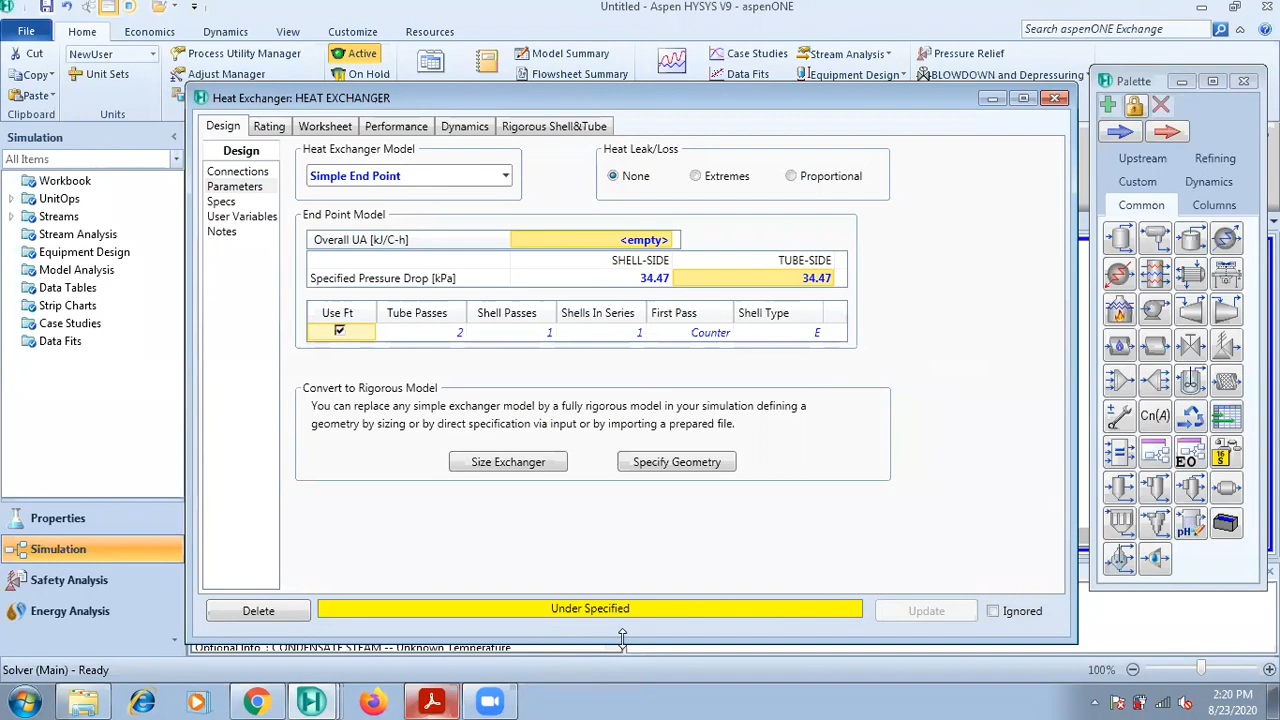 Untitled - Aspen HYSYS V9 - aspenONE
File Home Economics Dynamics View Customize Resources Search aspenONE Exchange
Cut NewUser Process Utility Manager Active Model Summary Case Studies Stream Analysis Pressure Relief
Copy Unit Sets Adjust Manager On Hold Flowsheet Summary Data Fits Equipment Design BLOWDOWN and Depressuring
Paste
Clipboard Units
Simulation
All Items
Workbook
UnitOps
Streams
Stream Analysis
Equipment Design
Model Analysis
Data Tables
Strip Charts
Case Studies
Data Fits
Properties
Simulation
Safety Analysis
Energy Analysis
Heat Exchanger: HEAT EXCHANGER
Design Rating Worksheet Performance Dynamics Rigorous Shell&Tube
Design
Connections
Parameters
Specs
User Variables
Notes
Heat Exchanger Model
Simple End Point
Heat Leak/Loss
None Extremes Proportional
End Point Model
Overall UA [kJ/C-h] <empty>
SHELL-SIDE TUBE-SIDE
Specified Pressure Drop [kPa] 34.47 34.47
Use Ft Tube Passes Shell Passes Shells In Series First Pass Shell Type
2 1 1 Counter E
Convert to Rigorous Model
You can replace any simple exchanger model by a fully rigorous model in your simulation defining a
geometry by sizing or by direct specification via input or by importing a prepared file.
Size Exchanger Specify Geometry
Delete Under Specified Update Ignored
Optional Info : CONDENSATE STEAM -- Unknown Temperature
Palette
Upstream Refining
Custom Dynamics
Common Columns
Cn(A)
EO
16
S
pH
Solver (Main) - Ready 100%
2:20 PM
8/23/2020